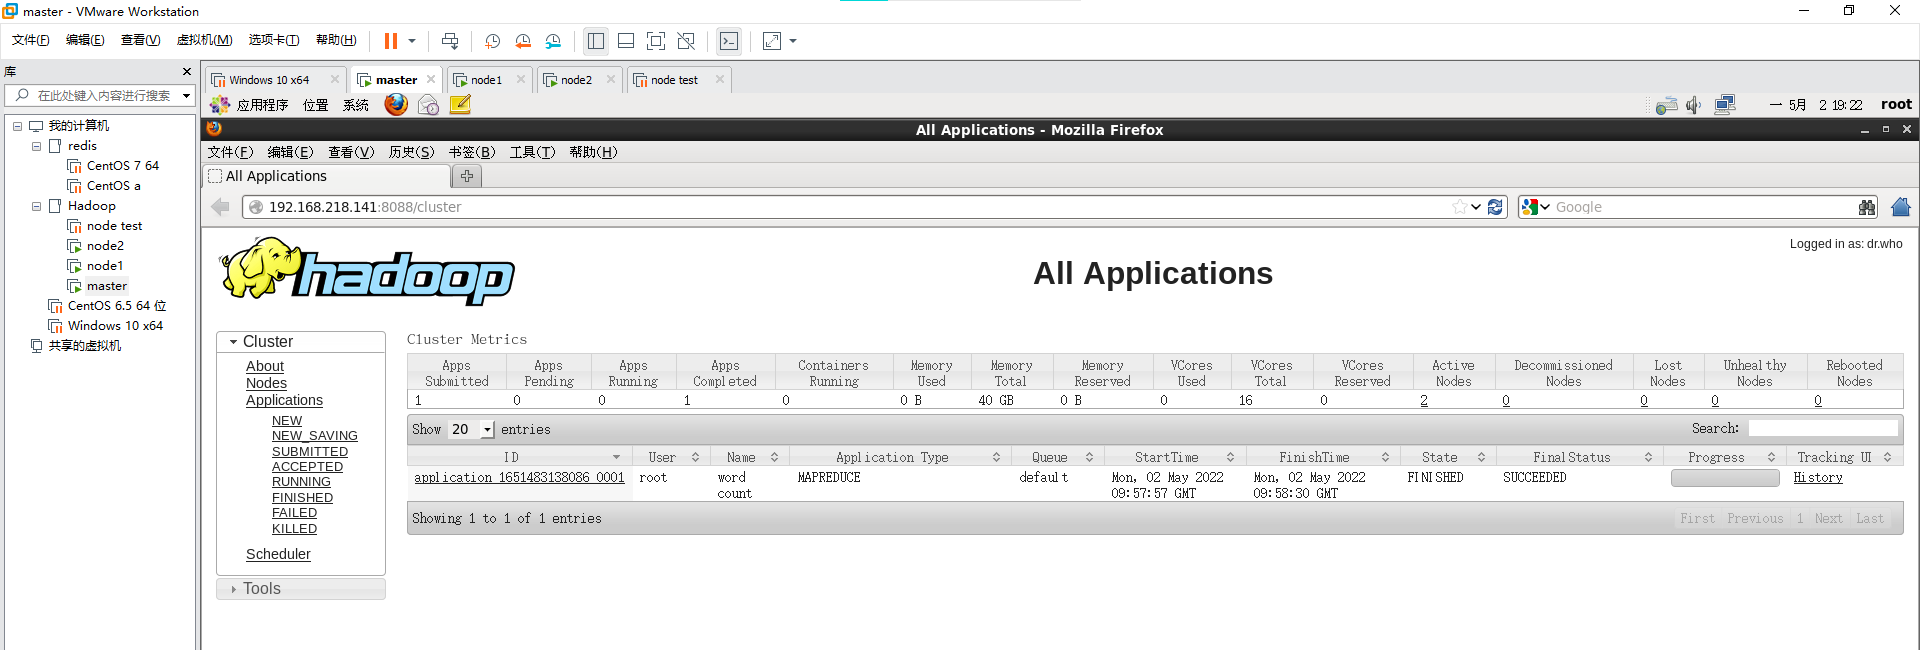 master - VMware Workstation
文件(F) 编辑(E) 查看(V) 虚拟机(M) 选项卡(T) 帮助(H)
库
在此处键入内容进行搜索
我的计算机
redis
CentOS 7 64
CentOS a
Hadoop
node test
node2
node1
master
CentOS 6.5 64 位
Windows 10 x64
共享的虚拟机
Windows 10 x64 master node1 node2 node test
应用程序 位置 系统 一 5月 2 19:22 root
All Applications - Mozilla Firefox
文件(F) 编辑(E) 查看(V) 历史(S) 书签(B) 工具(T) 帮助(H)
All Applications
192.168.218.141:8088/cluster Google
Logged in as: dr.who
hadoop
All Applications
Cluster
About
Nodes
Applications
NEW
NEW_SAVING
SUBMITTED
ACCEPTED
RUNNING
FINISHED
FAILED
KILLED
Scheduler
Tools
Cluster Metrics
Apps Apps Apps Apps Containers Memory Memory Memory VCores VCores VCores Active Decommissioned Lost Unhealthy Rebooted
Submitted Pending Running Completed Running Used Total Reserved Used Total Reserved Nodes Nodes Nodes Nodes Nodes
1 0 0 1 0 0 B 40 GB 0 B 0 16 0 2 0 0 0 0
Show 20 entries Search:
ID User Name Application Type Queue StartTime FinishTime State FinalStatus Progress Tracking UI
application_1651483138086_0001 root word MAPREDUCE default Mon, 02 May 2022 Mon, 02 May 2022 FINISHED SUCCEEDED History
count 09:57:57 GMT 09:58:30 GMT
Showing 1 to 1 of 1 entries First Previous 1 Next Last